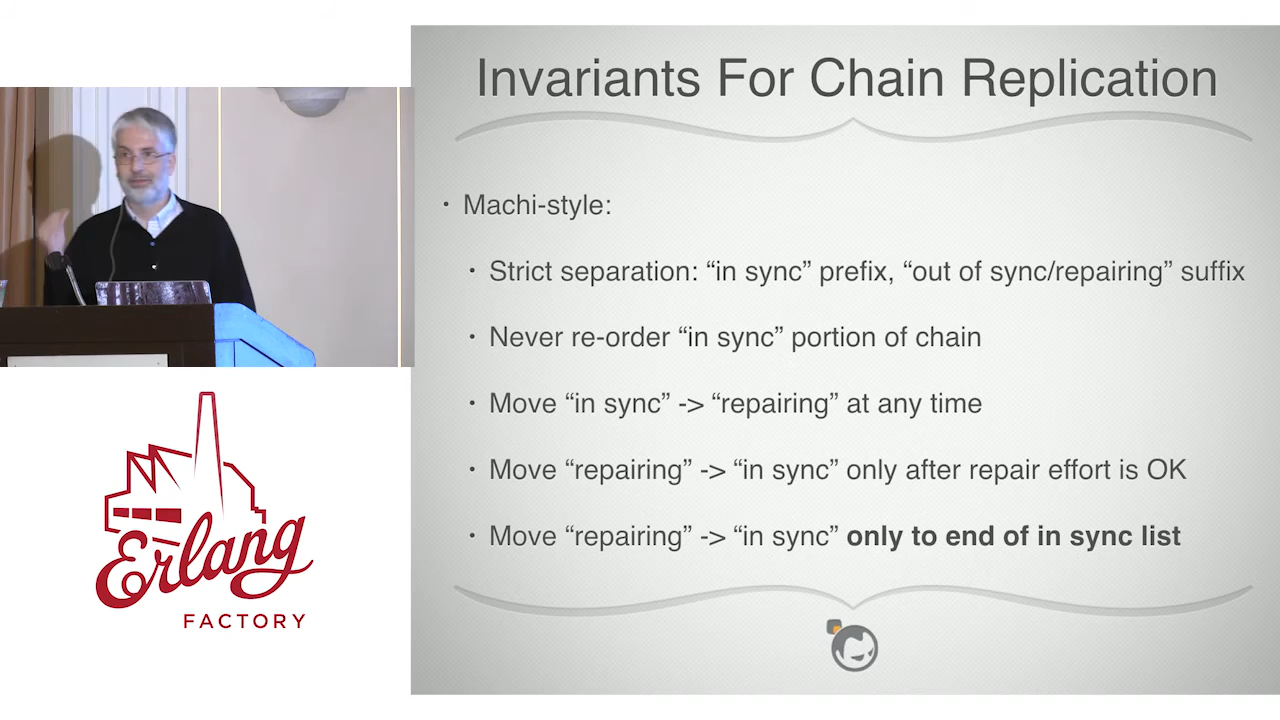 Invariants For Chain Replication
• Machi-style:
• Strict separation: “in sync” prefix, “out of sync/repairing” suffix
• Never re-order “in sync” portion of chain
• Move “in sync” -> “repairing” at any time
• Move “repairing” -> “in sync” only after repair effort is OK
• Move “repairing” -> “in sync” only to end of in sync list
Erlang
FACTORY